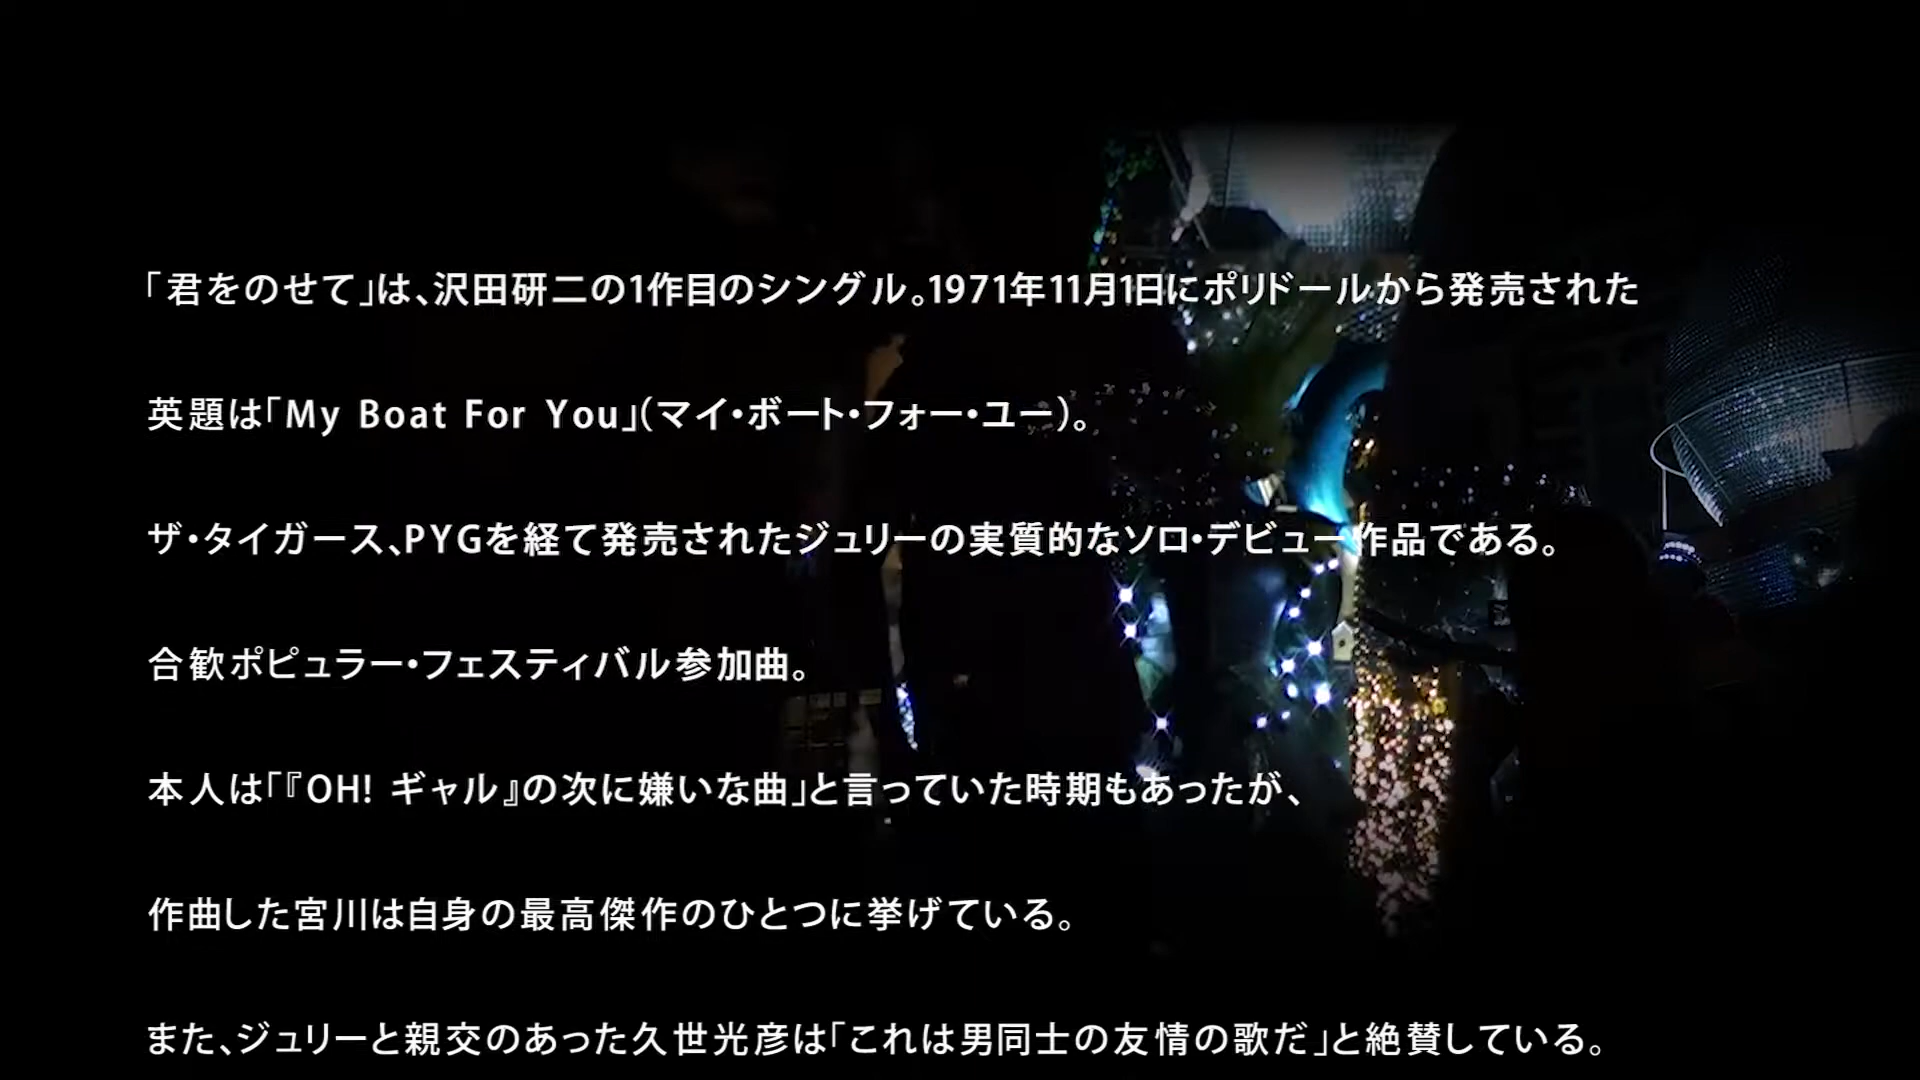 「君をのせて」は、沢田研二の1作目のシングル。1971年11月1日にポリドールから発売された
英題は「My Boat For You」(マイ・ボート・フォー・ユー)。
ザ・タイガース、PYGを経て発売されたジュリーの実質的なソロ・デビュー作品である。
合歓ポピュラー・フェスティバル参加曲。
本人は「『OH! ギャル』の次に嫌いな曲」と言っていた時期もあったが、
作曲した宮川は自身の最高傑作のひとつに挙げている。
また、ジュリーと親交のあった久世光彦は「これは男同士の友情の歌だ」と絶賛している。